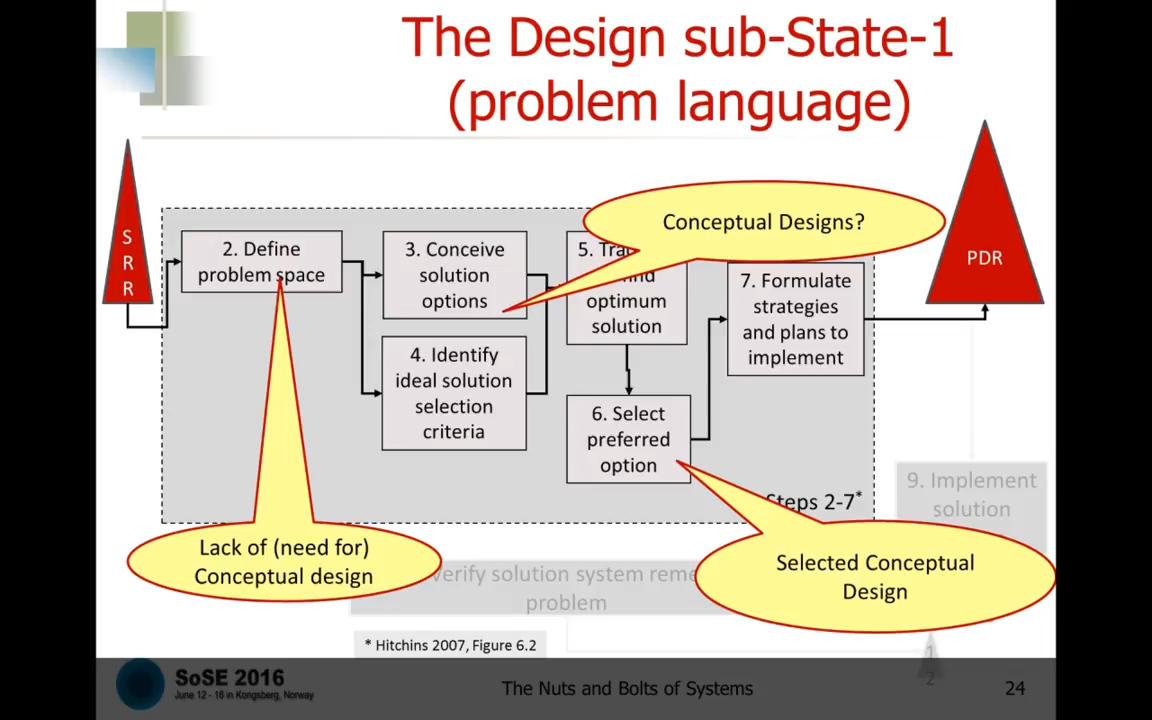 The Design sub-State-1
(problem language)
S
R
R
2. Define
problem space
3. Conceive
solution
options
4. Identify
ideal solution
selection
criteria
Conceptual Designs?
optimum
solution
6. Select
preferred
option
7. Formulate
strategies
and plans to
implement
PDR
Steps 2-7*
9. Implement
solution
Lack of (need for)
Conceptual design
Selected Conceptual
Design
verify solution system
problem
* Hitchins 2007, Figure 6.2
1
2
SoSE 2016
June 12 - 16 in Kongsberg, Norway
The Nuts and Bolts of Systems
24